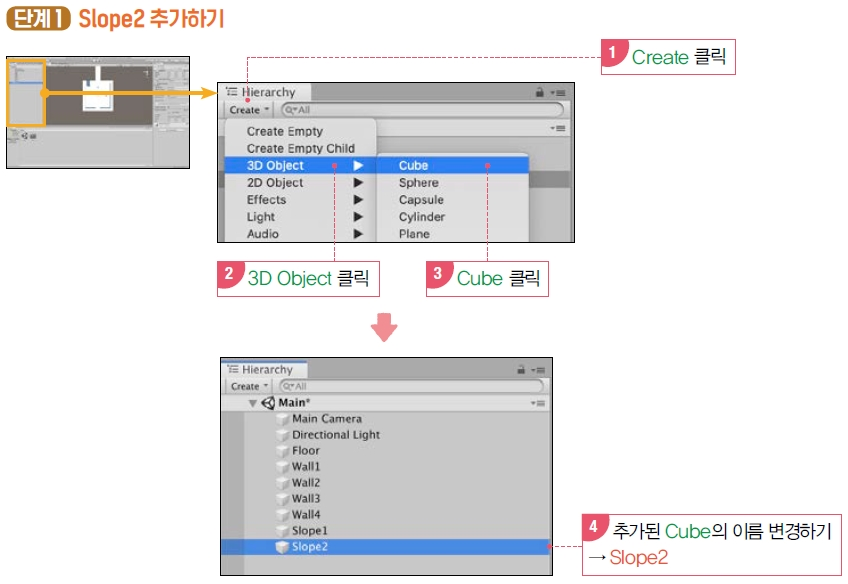 단계 1 Slope2 추가하기
1 Create 클릭
Hierarchy
Create
All
Create Empty
Create Empty Child
3D Object
Cube
2D Object
Sphere
Effects
Capsule
Light
Cylinder
Audio
Plane
2 3D Object 클릭
3 Cube 클릭
Hierarchy
Create
All
Main*
Main Camera
Directional Light
Floor
Wall1
Wall2
Wall3
Wall4
Slope1
Slope2
4 추가된 Cube의 이름 변경하기
→ Slope2